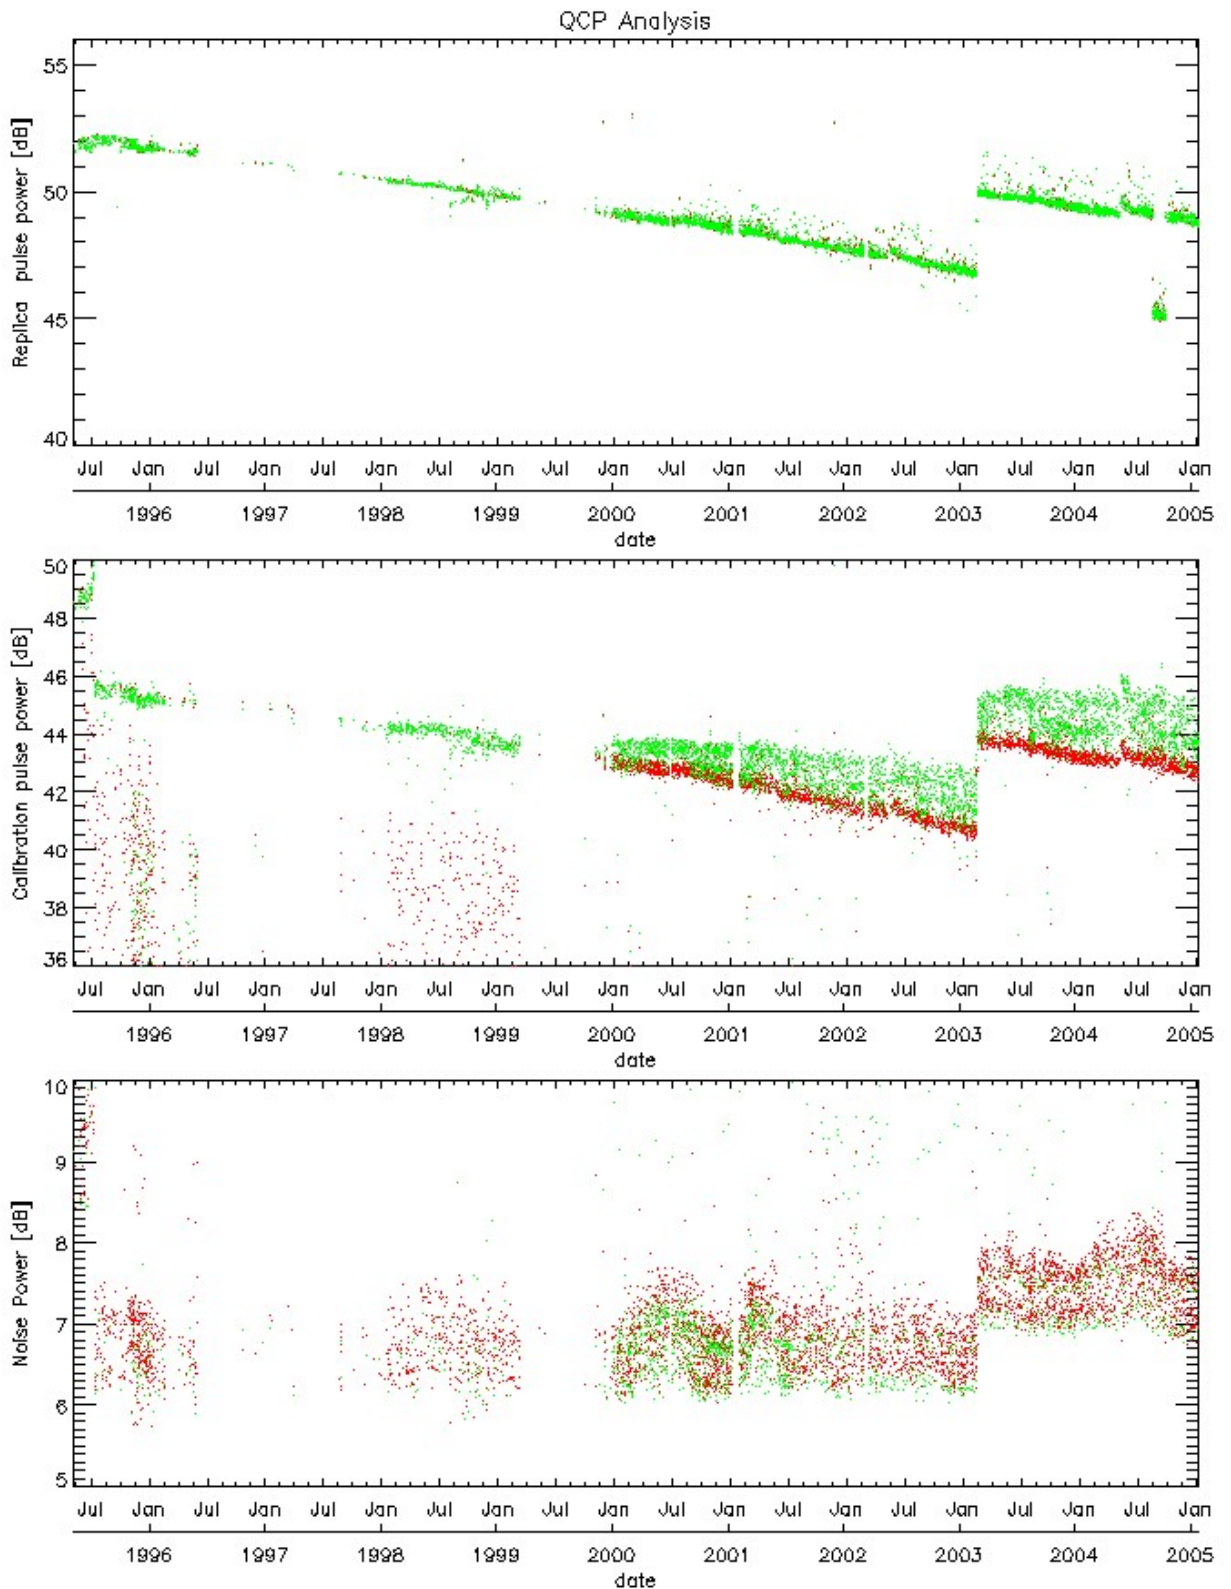 QCP Analysis
55
50
45
40
Replica pulse power [dB]
Jul Jan Jul Jan Jul Jan Jul Jan Jul Jan Jul Jan Jul Jan Jul Jan Jul Jan Jul Jan
1996 1997 1998 1999 2000 2001 2002 2003 2004 2005
date
50
48
46
44
42
40
38
36
Calibration pulse power [dB]
Jul Jan Jul Jan Jul Jan Jul Jan Jul Jan Jul Jan Jul Jan Jul Jan Jul Jan Jul Jan
1996 1997 1998 1999 2000 2001 2002 2003 2004 2005
date
10
9
8
7
6
5
Noise Power [dB]
Jul Jan Jul Jan Jul Jan Jul Jan Jul Jan Jul Jan Jul Jan Jul Jan Jul Jan Jul Jan
1996 1997 1998 1999 2000 2001 2002 2003 2004 2005
date